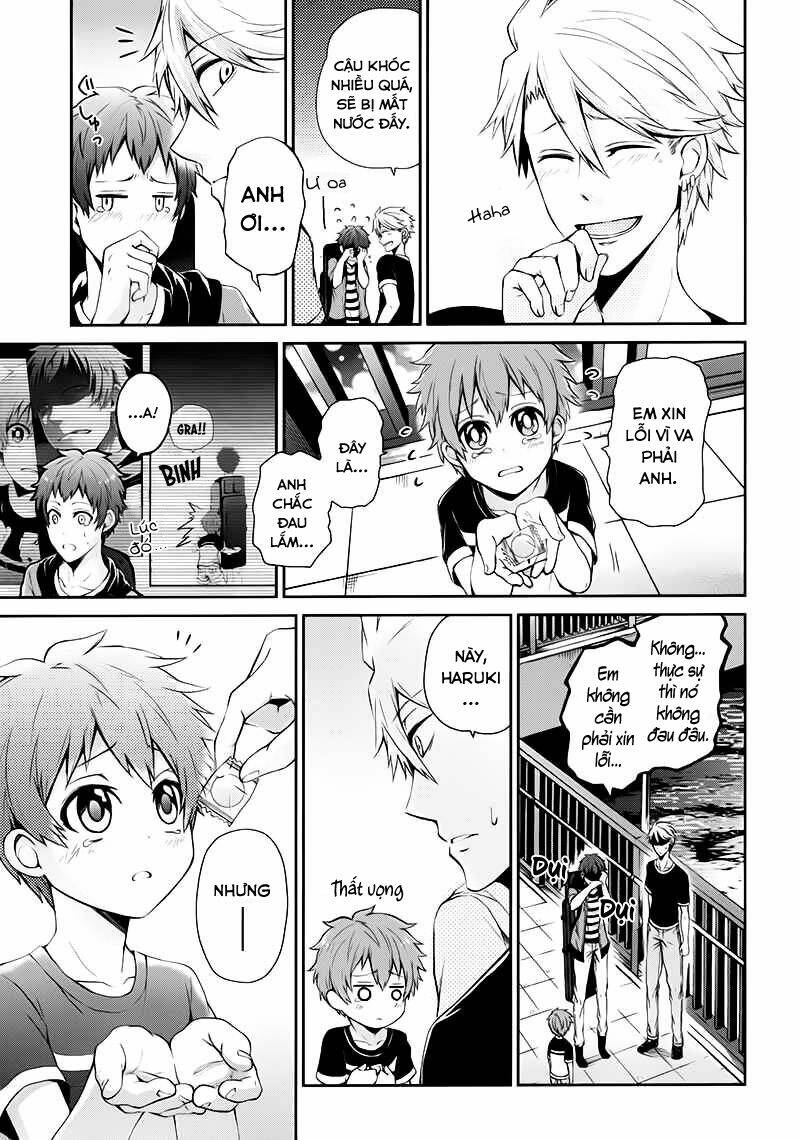 Haha
CẬU KHÓC
NHIỀU QUÁ,
SẼ BỊ MẤT
NƯỚC ĐẤY.
Ư oa
ANH
ƠI...
EM XIN
LỖI VÌ VA
PHẢI
ANH.
ĐÂY
LÀ...
ANH
CHẮC ĐAU
LẮM...
GRA!!
BINH
...A!
Lúc
đó...
Không...
thực sự
thì nó
không
đau đâu.
Em
không
cần
phải xin
lỗi...
DỤI
DỤI
NÀY,
HARUKI
...
Thất vọng
NHƯNG
—